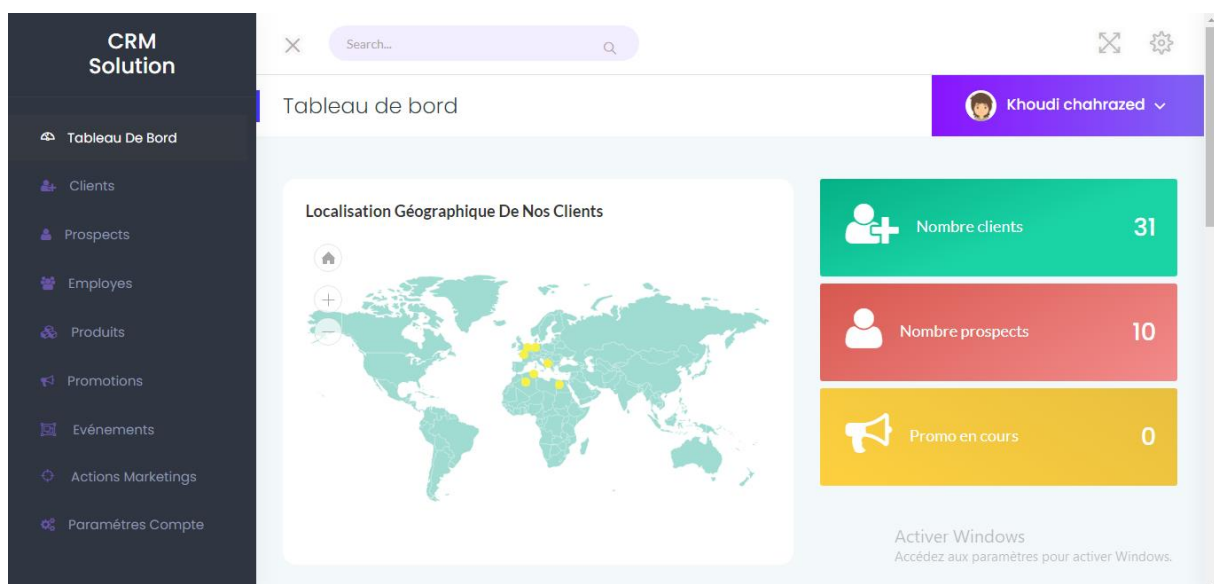 CRM
Solution
Search...
Tableau de bord
Khoudi chahrazed
Tableau De Bord
Clients
Prospects
Employes
Produits
Promotions
Evénements
Actions Marketings
Paramétres Compte
Localisation Géographique De Nos Clients
Nombre clients 31
Nombre prospects 10
Promo en cours 0
Activer Windows
Accédez aux paramètres pour activer Windows.